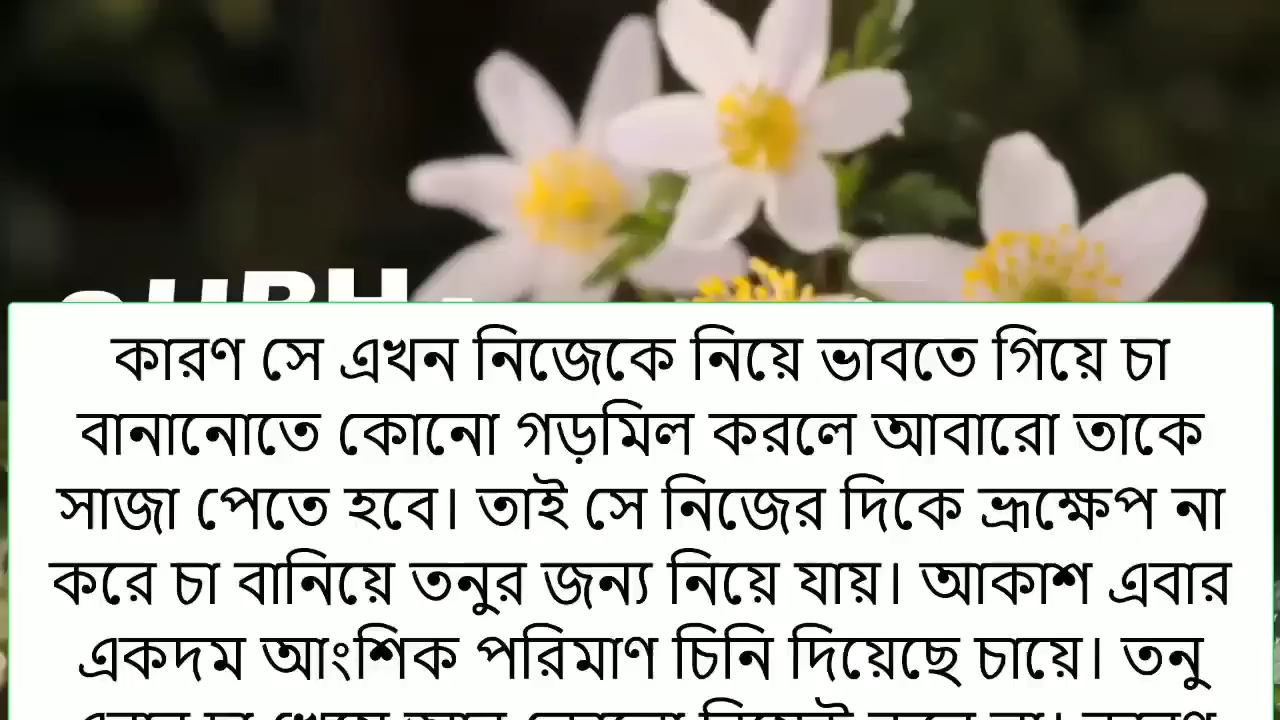 কারণ সে এখন নিজেকে নিয়ে ভাবতে গিয়ে চা
বানানোতে কোনো গড়মিল করলে আবারো তাকে
সাজা পেতে হবে। তাই সে নিজের দিকে ভ্রূক্ষেপ না
করে চা বানিয়ে তনুর জন্য নিয়ে যায়। আকাশ এবার
একদম আংশিক পরিমাণ চিনি দিয়েছে চায়ে। তনু